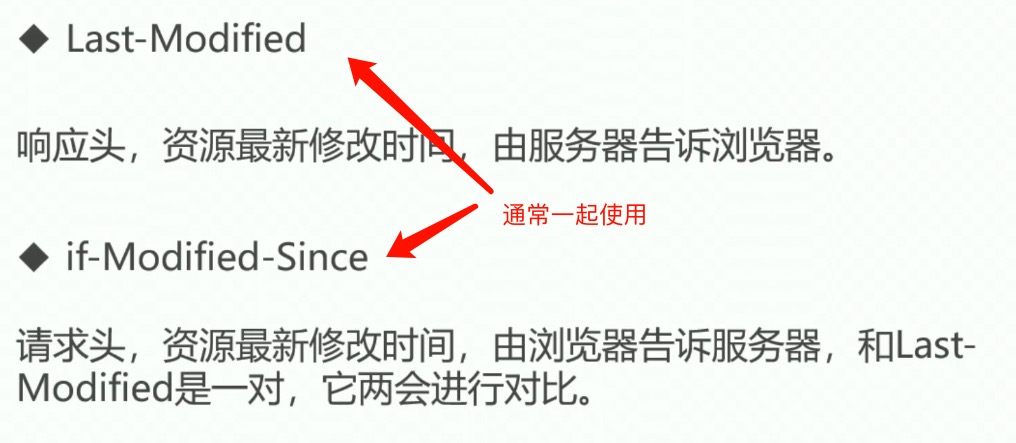 ◆ Last-Modified
响应头，资源最新修改时间，由服务器告诉浏览器。
通常一起使用
◆ if-Modified-Since
请求头，资源最新修改时间，由浏览器告诉服务器，和Last-
Modified是一对，它两会进行对比。